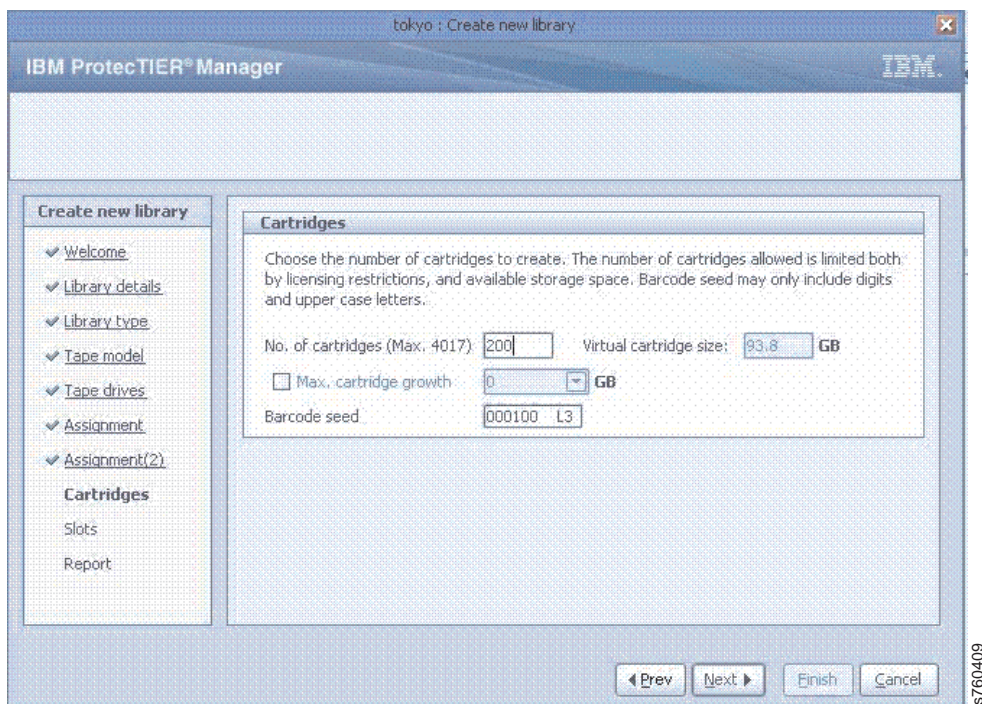 tokyo : Create new library
IBM ProtecTIER® Manager
IBM.
Create new library
Welcome
Library details
Library type
Tape model
Tape drives
Assignment
Assignment(2)
Cartridges
Slots
Report
Cartridges
Choose the number of cartridges to create. The number of cartridges allowed is limited both
by licensing restrictions, and available storage space. Barcode seed may only include digits
and upper case letters.
No. of cartridges (Max. 4017) 200 Virtual cartridge size: 93.8 GB
Max. cartridge growth 0 GB
Barcode seed 000100 L3
Prev Next Finish Cancel
s760409